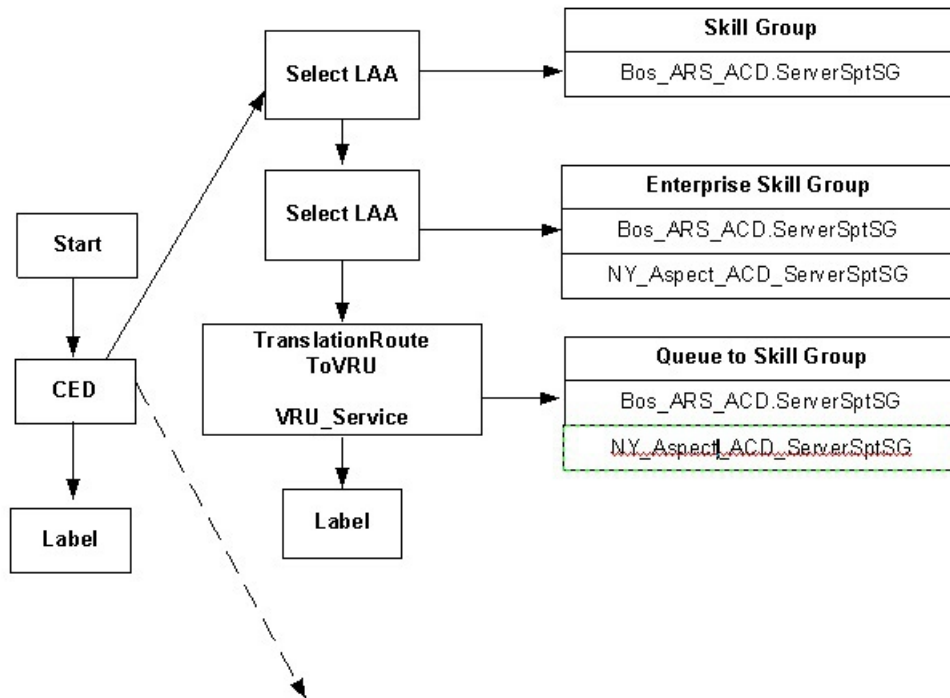 Start
CED
Label
Select LAA
Select LAA
TranslationRoute
ToVRU
VRU_Service
Label
Skill Group
Bos_ARS_ACD.ServerSptSG
Enterprise Skill Group
Bos_ARS_ACD.ServerSptSG
NY_Aspect_ACD_ServerSptSG
Queue to Skill Group
Bos_ARS_ACD.ServerSptSG
NY_Aspect_ACD_ServerSptSG